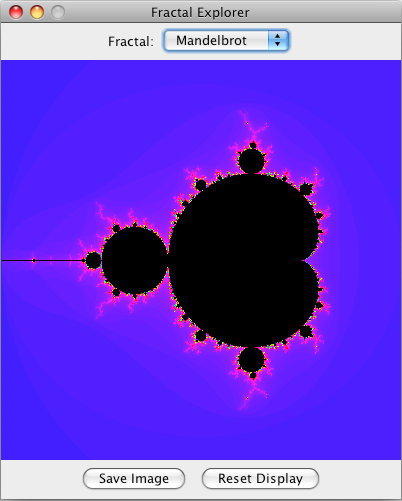 Fractal Explorer
Fractal: Mandelbrot
Save Image Reset Display